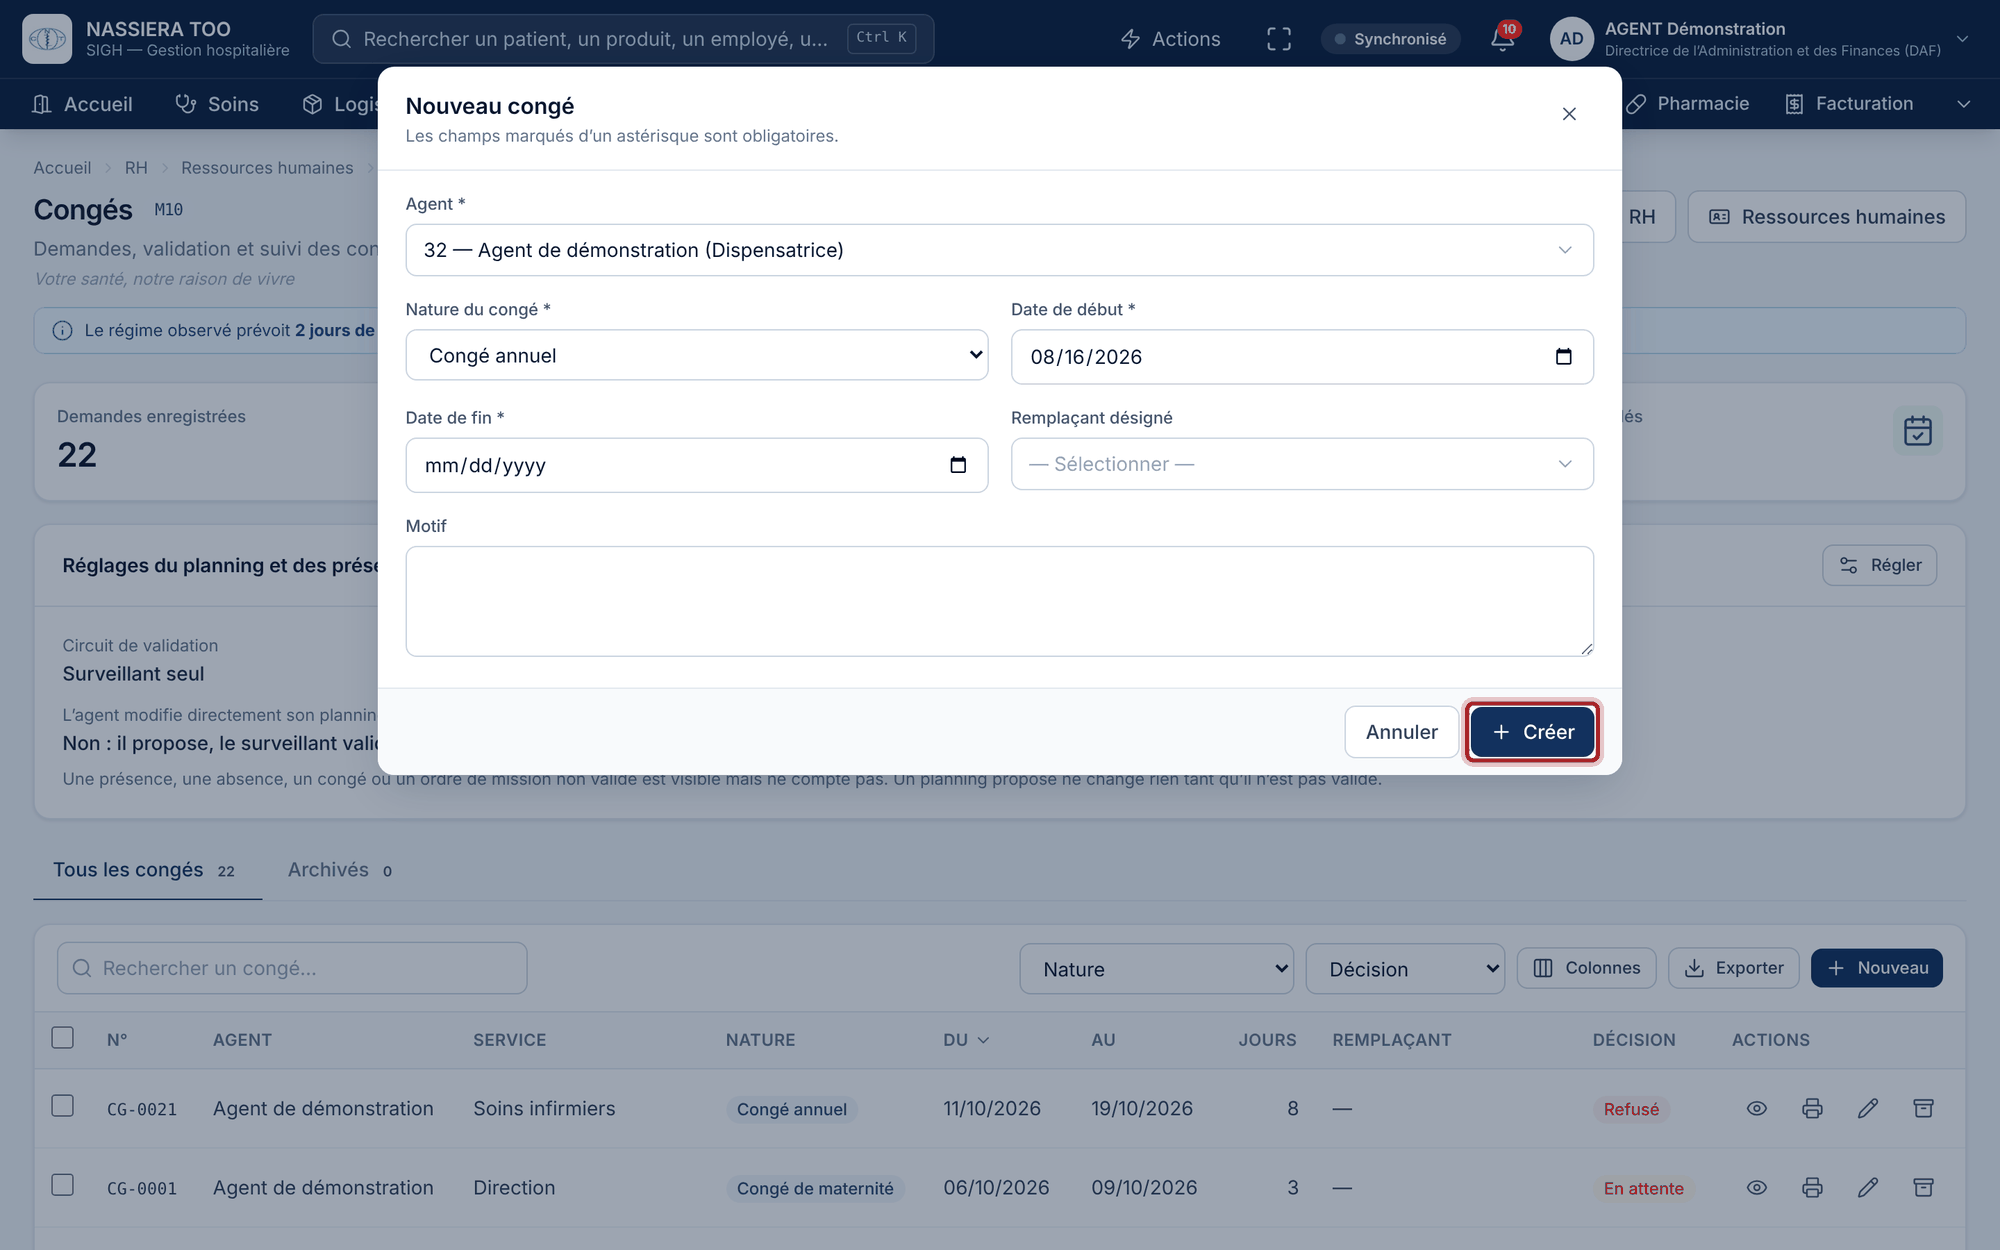 NASSIERA TOO
SIGH — Gestion hospitalière
Rechercher un patient, un produit, un employé, u...
Ctrl K
Actions
Synchronisé
10
AD
AGENT Démonstration
Directrice de l'Administration et des Finances (DAF)
Accueil
Soins
Logis
Pharmacie
Facturation
Nouveau congé
Les champs marqués d'un astérisque sont obligatoires.
Accueil
RH
Ressources humaines
Congés M10
Demandes, validation et suivi des con
Votre santé, notre raison de vivre
RH
Ressources humaines
Le régime observé prévoit 2 jours de
Agent *
32 — Agent de démonstration (Dispensatrice)
Nature du congé *
Congé annuel
Date de début *
08/16/2026
Date de fin *
mm/dd/yyyy
Remplaçant désigné
— Sélectionner —
Motif
Annuler
Créer
Demandes enregistrées
22
Réglages du planning et des prése
Régler
Circuit de validation
Surveillant seul
L'agent modifie directement son plannin
Non : il propose, le surveillant valid
Une présence, une absence, un congé ou un ordre de mission non validé est visible mais ne compte pas. Un planning proposé ne change rien tant qu'il n'est pas validé.
Tous les congés 22
Archivés 0
Rechercher un congé...
Nature
Décision
Colonnes
Exporter
Nouveau
N° AGENT SERVICE NATURE DU AU JOURS REMPLAÇANT DÉCISION ACTIONS
CG-0021 Agent de démonstration Soins infirmiers Congé annuel 11/10/2026 19/10/2026 8 — Refusé
CG-0001 Agent de démonstration Direction Congé de maternité 06/10/2026 09/10/2026 3 — En attente